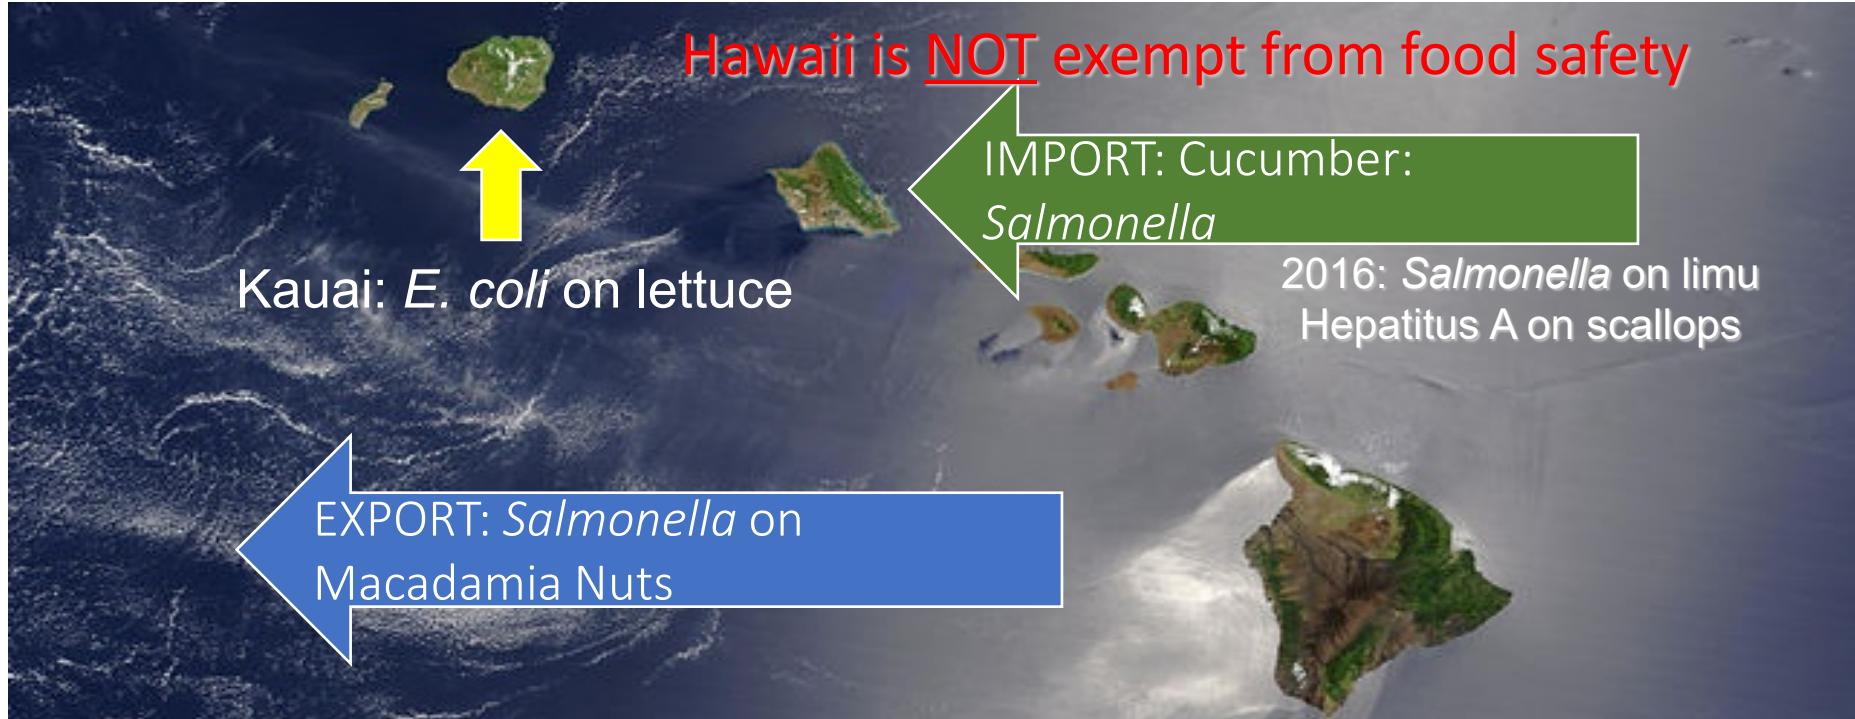 Hawaii is NOT exempt from food safety
IMPORT: Cucumber:
Salmonella
Kauai: E. coli on lettuce
2016: Salmonella on limu
Hepatitus A on scallops
EXPORT: Salmonella on
Macadamia Nuts